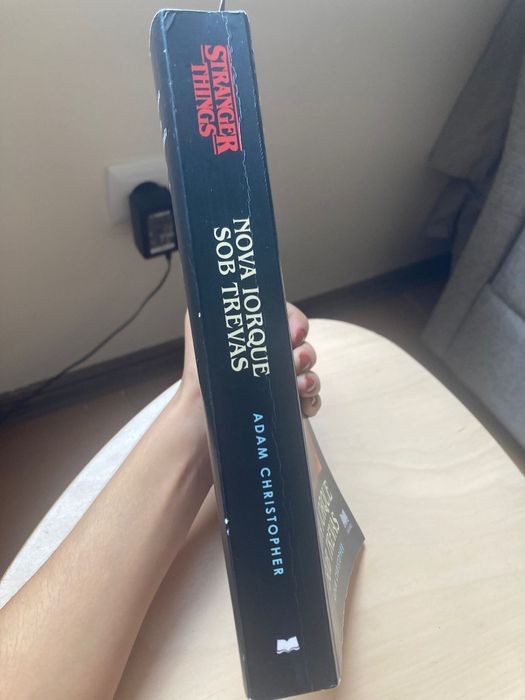 STRANGER
THINGS
NOVA IORQUE
SOB TREVAS
ADAM CHRISTOPHER